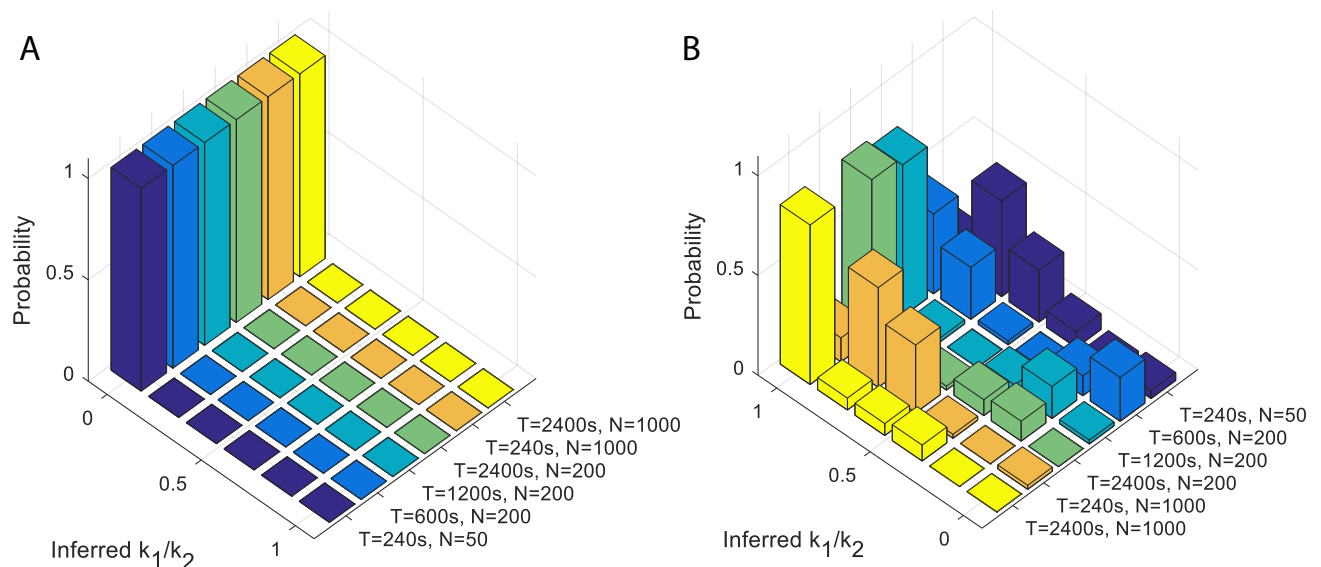 A
Probability
1
0.5
0
0
0.5
1
Inferred k1/k2
T=2400s, N=1000
T=240s, N=1000
T=2400s, N=200
T=1200s, N=200
T=600s, N=200
T=240s, N=50
B
Probability
1
0.5
0
1
0.5
0
Inferred k1/k2
T=240s, N=50
T=600s, N=200
T=1200s, N=200
T=2400s, N=200
T=240s, N=1000
T=2400s, N=1000